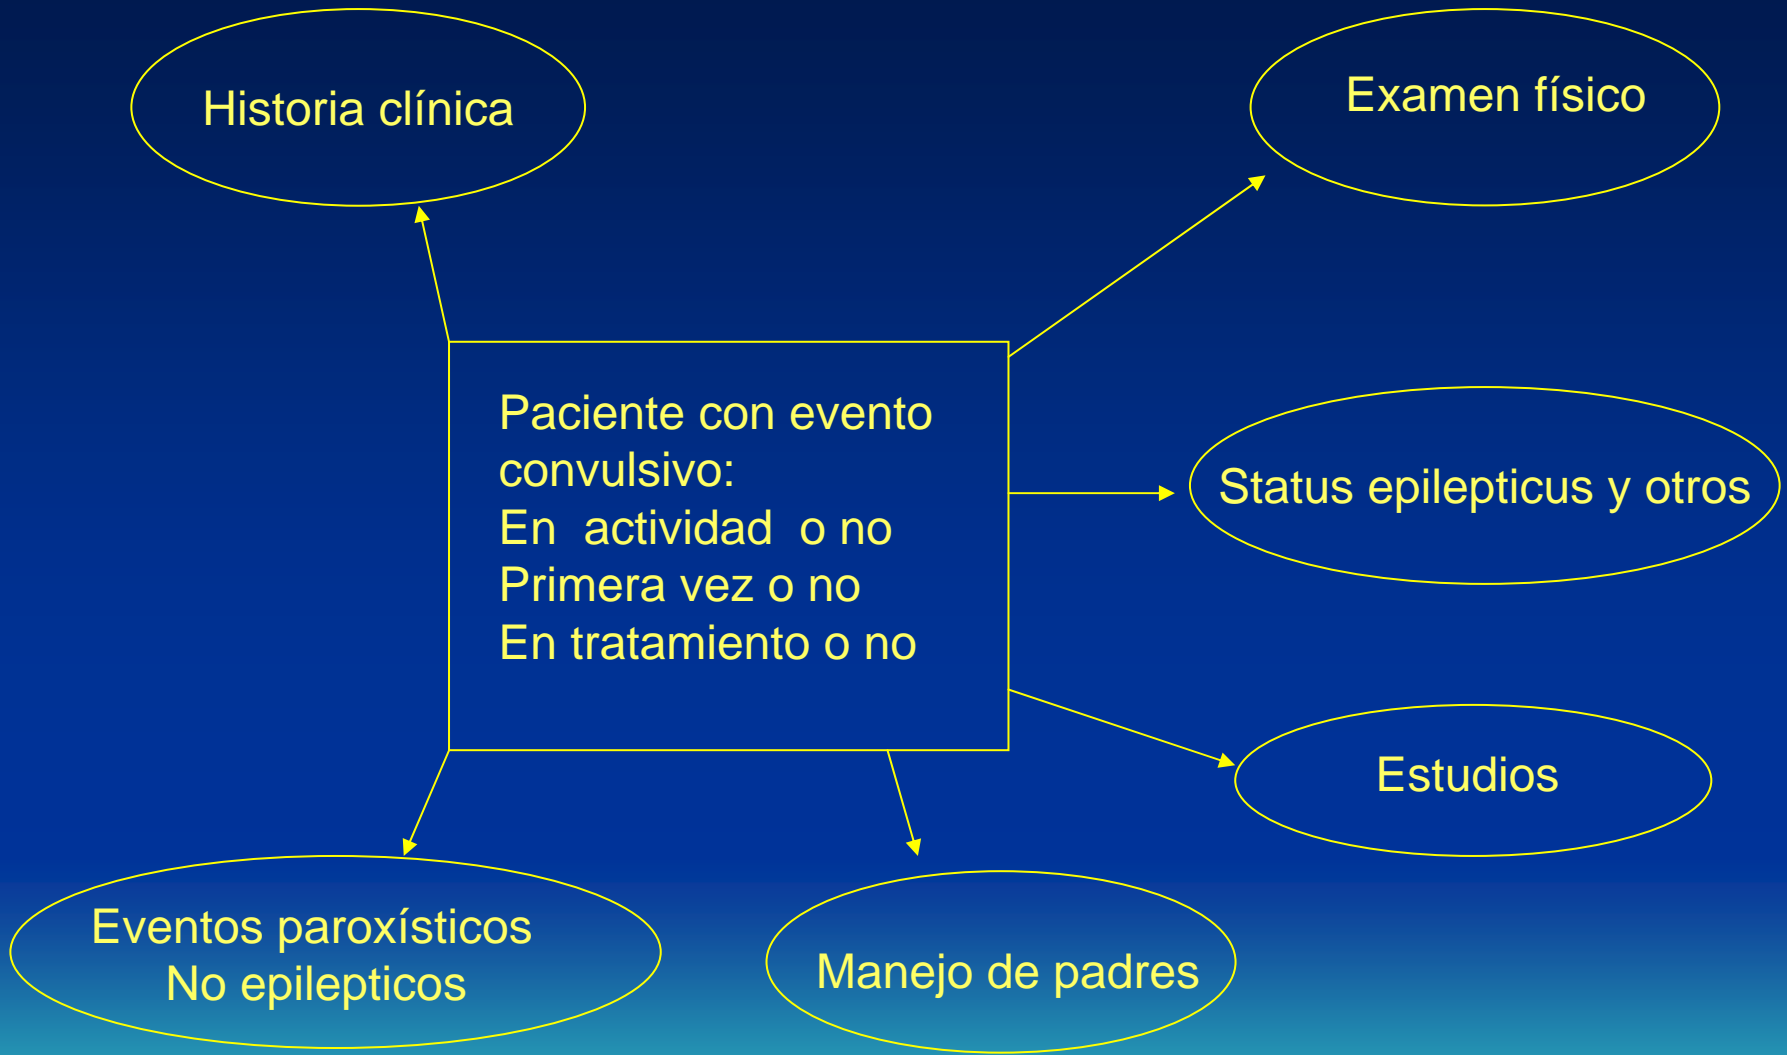 Historia clínica
Examen físico
Paciente con evento
convulsivo:
En actividad o no
Primera vez o no
En tratamiento o no
Status epilepticus y otros
Estudios
Eventos paroxísticos
No epilepticos
Manejo de padres